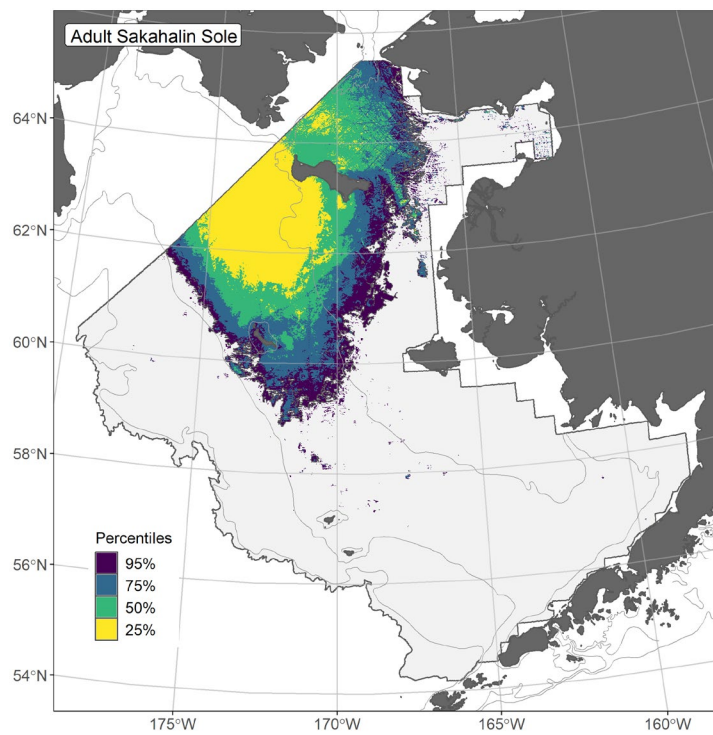 Adult Sakahalin Sole
64°N
62°N
60°N
58°N
56°N
54°N
Percentiles
95%
75%
50%
25%
175°W
170°W
165°W
160°W